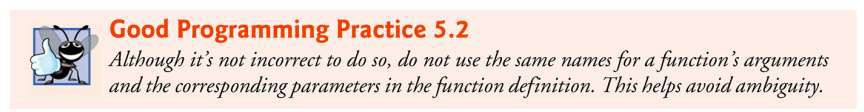 Good Programming Practice 5.2
Although it’s not incorrect to do so, do not use the same names for a function’s arguments
and the corresponding parameters in the function definition. This helps avoid ambiguity.